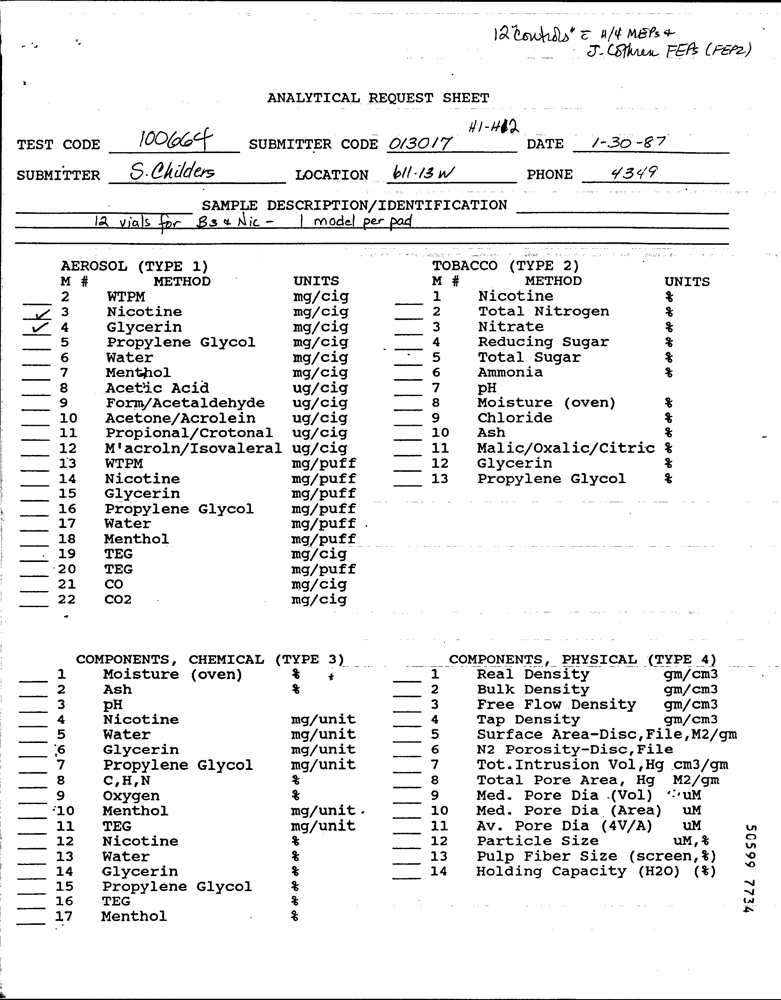 12 "Controls" c̄ 11/4 MEPs +
J. Cothren FEPs (FEP2)
ANALYTICAL REQUEST SHEET
H1-H12
TEST CODE 100664 SUBMITTER CODE 013017 DATE 1-30-87
SUBMITTER S. Childers LOCATION 611-13 W PHONE 4349
SAMPLE DESCRIPTION/IDENTIFICATION
12 vials for B3 & Nic - 1 model per pad
AEROSOL (TYPE 1) TOBACCO (TYPE 2)
M # METHOD UNITS M # METHOD UNITS
2 WTPM mg/cig 1 Nicotine %
✓ 3 Nicotine mg/cig 2 Total Nitrogen %
✓ 4 Glycerin mg/cig 3 Nitrate %
5 Propylene Glycol mg/cig 4 Reducing Sugar %
6 Water mg/cig 5 Total Sugar %
7 Menthol mg/cig 6 Ammonia %
8 Acetic Acid ug/cig 7 pH
9 Form/Acetaldehyde ug/cig 8 Moisture (oven) %
10 Acetone/Acrolein ug/cig 9 Chloride %
11 Propional/Crotonal ug/cig 10 Ash %
12 M'acroln/Isovaleral ug/cig 11 Malic/Oxalic/Citric %
13 WTPM mg/puff 12 Glycerin %
14 Nicotine mg/puff 13 Propylene Glycol %
15 Glycerin mg/puff
16 Propylene Glycol mg/puff
17 Water mg/puff
18 Menthol mg/puff
19 TEG mg/cig
20 TEG mg/puff
21 CO mg/cig
22 CO2 mg/cig
COMPONENTS, CHEMICAL (TYPE 3) COMPONENTS, PHYSICAL (TYPE 4)
1 Moisture (oven) % 1 Real Density gm/cm3
2 Ash % 2 Bulk Density gm/cm3
3 pH 3 Free Flow Density gm/cm3
4 Nicotine mg/unit 4 Tap Density gm/cm3
5 Water mg/unit 5 Surface Area-Disc,File,M2/gm
6 Glycerin mg/unit 6 N2 Porosity-Disc,File
7 Propylene Glycol mg/unit 7 Tot.Intrusion Vol,Hg cm3/gm
8 C,H,N % 8 Total Pore Area, Hg M2/gm
9 Oxygen % 9 Med. Pore Dia (Vol) uM
10 Menthol mg/unit 10 Med. Pore Dia (Area) uM
11 TEG mg/unit 11 Av. Pore Dia (4V/A) uM
12 Nicotine % 12 Particle Size uM,%
13 Water % 13 Pulp Fiber Size (screen,%)
14 Glycerin % 14 Holding Capacity (H2O) (%)
15 Propylene Glycol %
16 TEG %
17 Menthol %
50599 7734